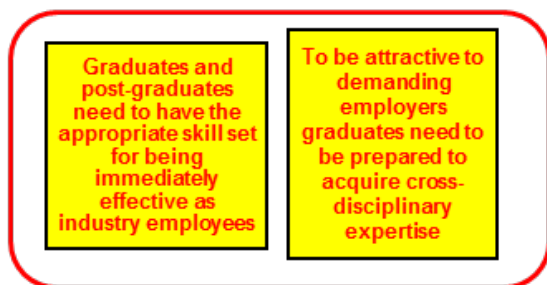 Graduates and
post-graduates
need to have the
appropriate skill set
for being
immediately
effective as
industry employees
To be attractive to
demanding
employers
graduates need to
be prepared to
acquire cross-
disciplinary
expertise